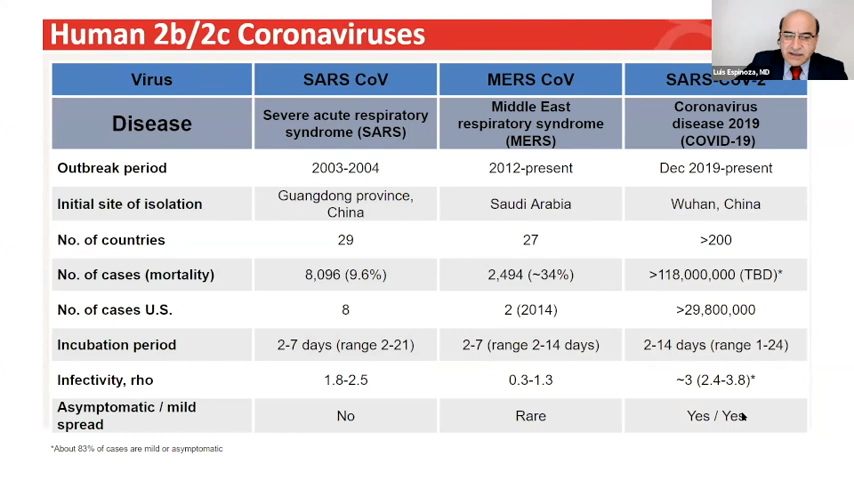 Human 2b/2c Coronaviruses
Luis Espinoza, MD
Virus SARS CoV MERS CoV SARS-CoV-2
Disease
Severe acute respiratory
syndrome (SARS)
Middle East
respiratory syndrome
(MERS)
Coronavirus
disease 2019
(COVID-19)
Outbreak period 2003-2004 2012-present Dec 2019-present
Initial site of isolation
Guangdong province,
China
Saudi Arabia Wuhan, China
No. of countries 29 27 >200
No. of cases (mortality) 8,096 (9.6%) 2,494 (~34%) >118,000,000 (TBD)*
No. of cases U.S. 8 2 (2014) >29,800,000
Incubation period 2-7 days (range 2-21) 2-7 (range 2-14 days) 2-14 days (range 1-24)
Infectivity, rho 1.8-2.5 0.3-1.3 ~3 (2.4-3.8)*
Asymptomatic / mild
spread
No Rare Yes / Yes
*About 83% of cases are mild or asymptomatic